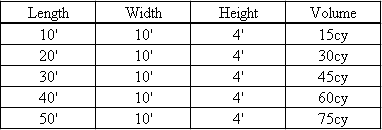 Length Width Height Volume
10' 10' 4' 15cy
20' 10' 4' 30cy
30' 10' 4' 45cy
40' 10' 4' 60cy
50' 10' 4' 75cy